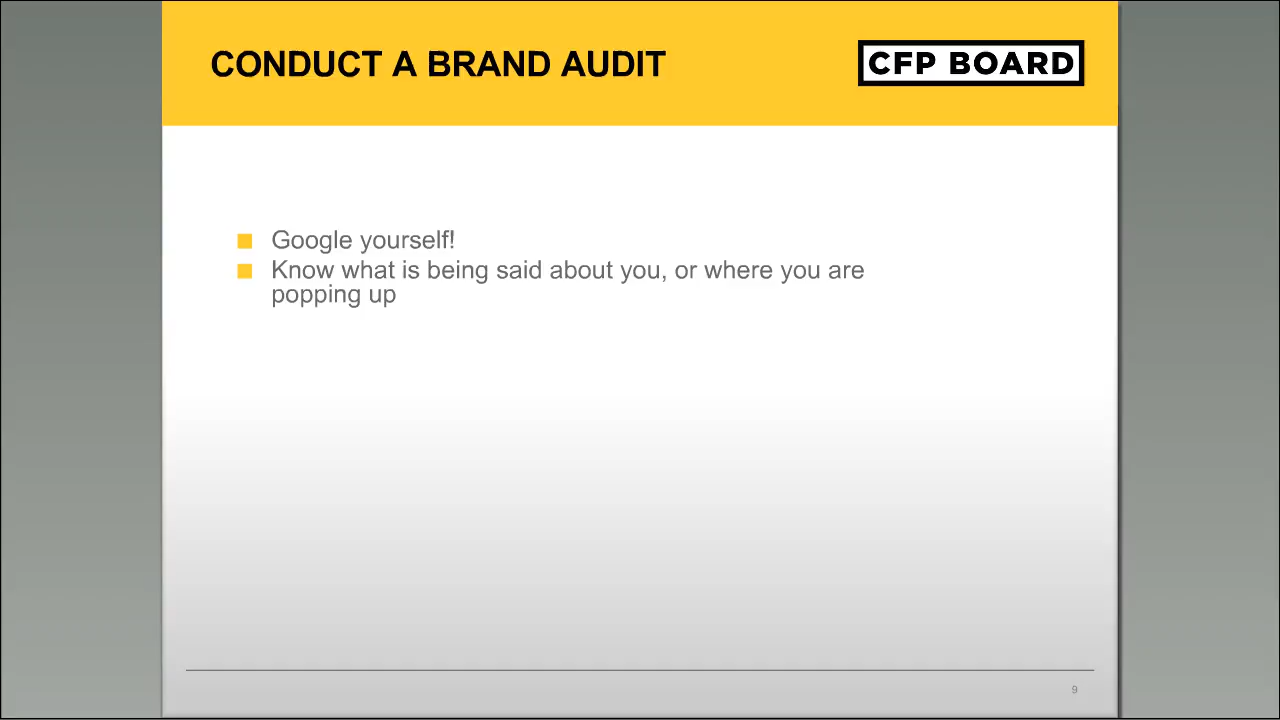 CONDUCT A BRAND AUDIT
CFP BOARD
Google yourself!
Know what is being said about you, or where you are
popping up
9